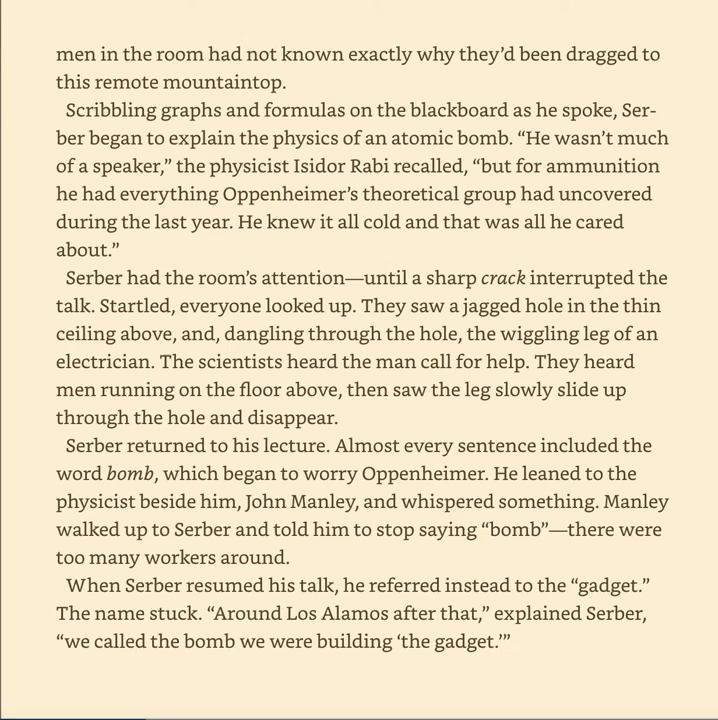 men in the room had not known exactly why they’d been dragged to
this remote mountaintop.
Scribbling graphs and formulas on the blackboard as he spoke, Ser-
ber began to explain the physics of an atomic bomb. “He wasn’t much
of a speaker,” the physicist Isidor Rabi recalled, “but for ammunition
he had everything Oppenheimer’s theoretical group had uncovered
during the last year. He knew it all cold and that was all he cared
about.”
Serber had the room’s attention—until a sharp crack interrupted the
talk. Startled, everyone looked up. They saw a jagged hole in the thin
ceiling above, and, dangling through the hole, the wiggling leg of an
electrician. The scientists heard the man call for help. They heard
men running on the floor above, then saw the leg slowly slide up
through the hole and disappear.
Serber returned to his lecture. Almost every sentence included the
word bomb, which began to worry Oppenheimer. He leaned to the
physicist beside him, John Manley, and whispered something. Manley
walked up to Serber and told him to stop saying “bomb”—there were
too many workers around.
When Serber resumed his talk, he referred instead to the “gadget.”
The name stuck. “Around Los Alamos after that,” explained Serber,
“we called the bomb we were building ‘the gadget.’”